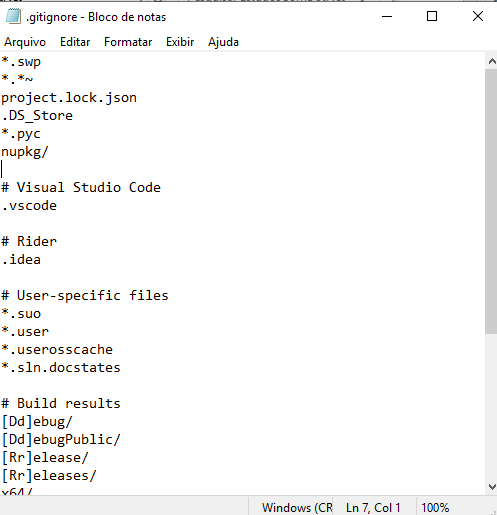 .gitignore - Bloco de notas
Arquivo Editar Formatar Exibir Ajuda
*.swp
*.*~
project.lock.json
.DS_Store
*.pyc
nupkg/
# Visual Studio Code
.vscode
# Rider
.idea
# User-specific files
*.suo
*.user
*.userosscache
*.sln.docstates
# Build results
[Dd]ebug/
[Dd]ebugPublic/
[Rr]elease/
[Rr]eleases/
x64/
Windows (CR Ln 7, Col 1 100%